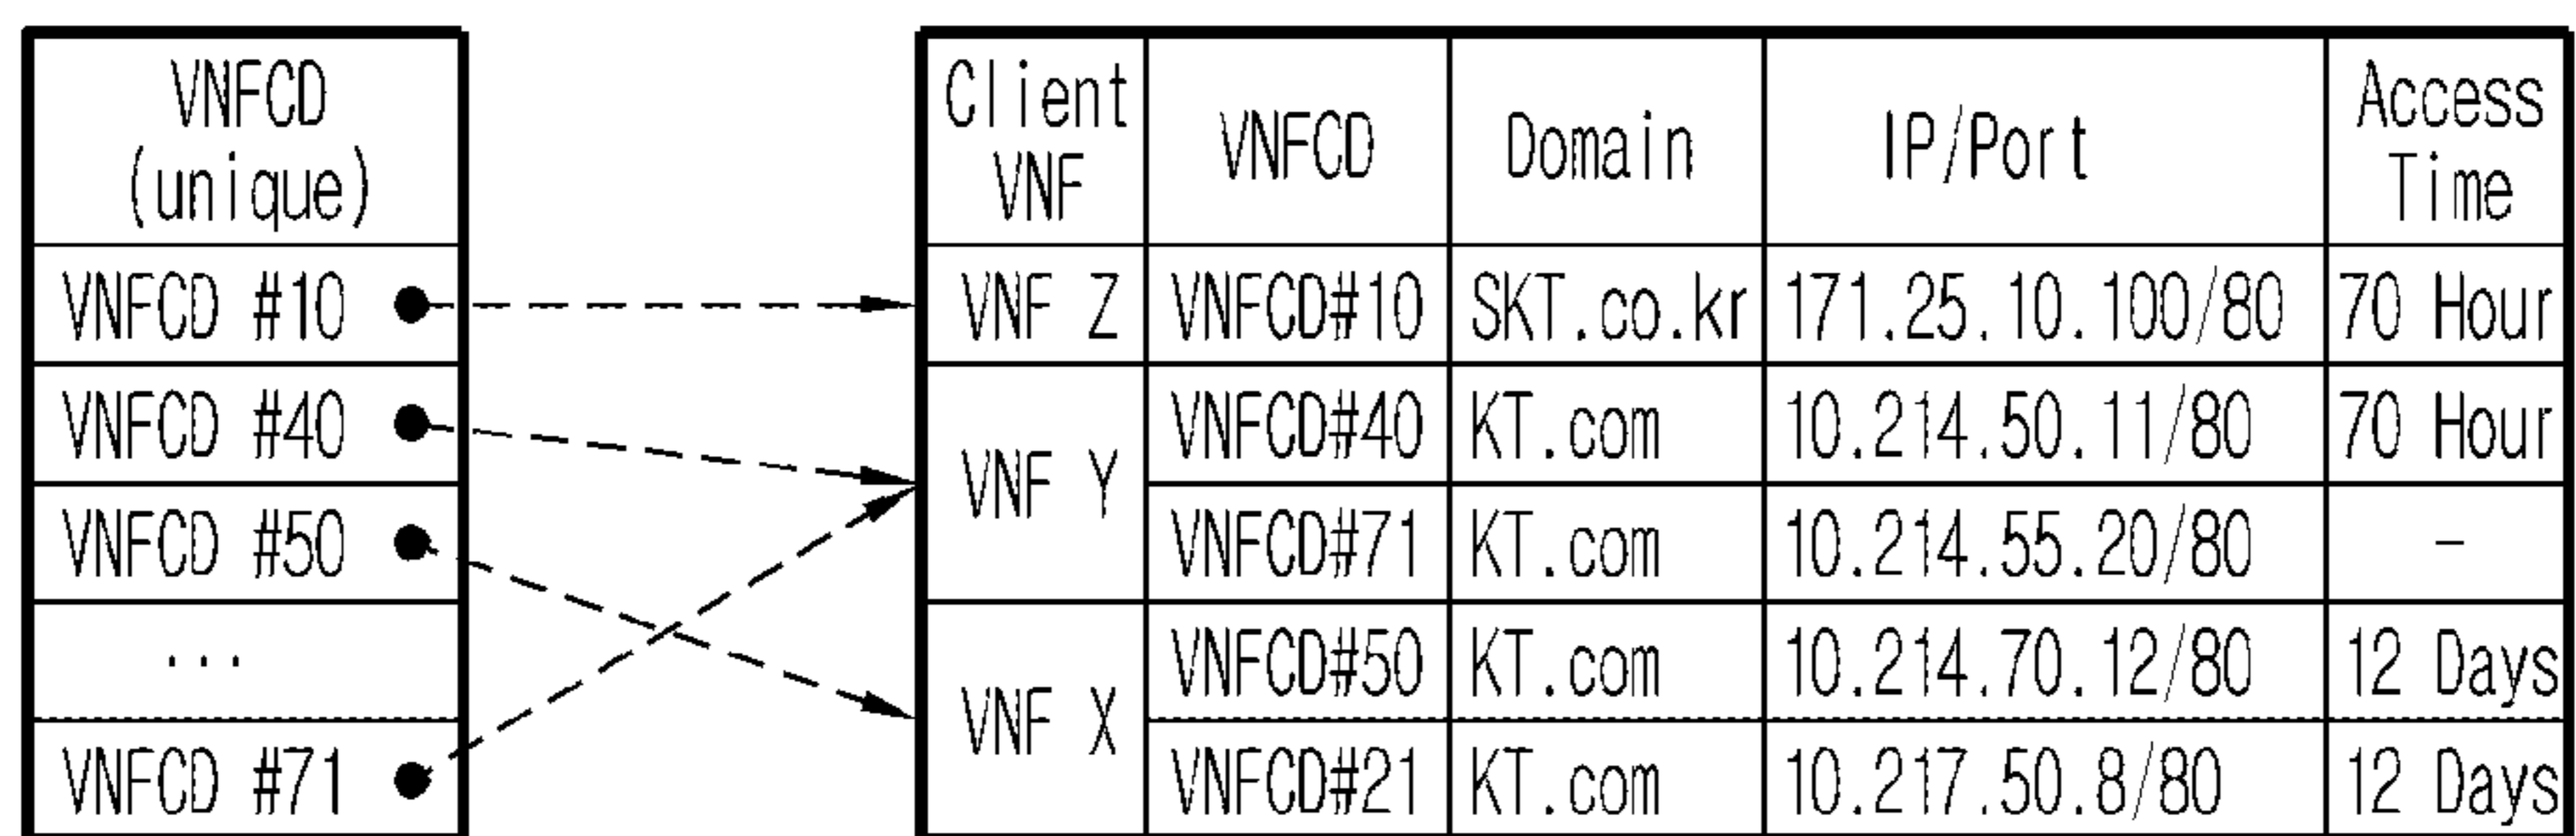 VNFCD
(unique)
VNFCD #10
VNFCD #40
VNFCD #50
...
VNFCD #71
Client VNF VNFCD Domain IP/Port Access Time
VNF Z VNFCD#10 SKT.co.kr 171.25.10.100/80 70 Hour
VNF Y VNFCD#40 KT.com 10.214.50.11/80 70 Hour
VNFCD#71 KT.com 10.214.55.20/80 -
VNF X VNFCD#50 KT.com 10.214.70.12/80 12 Days
VNFCD#21 KT.com 10.217.50.8/80 12 Days